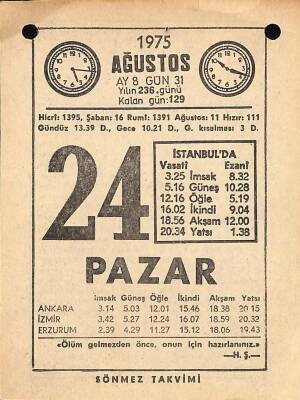 1975
AĞUSTOS
AY 8 GÜN 31
Yılın 236. günü
Kalan gün: 129
Hicrî: 1395, Şaban: 16 Rumî: 1391 Ağustos: 11 Hızır: 111
Gündüz 13.39 D., Gece 10.21 D., G. kısalması 3 D.
24
İSTANBUL'DA
Vasatî Ezanî
3.25 İmsak 8.32
5.16 Güneş 10.28
12.16 Öğle 5.19
16.02 İkindi 9.04
18.56 Akşam 12.00
20.34 Yatsı 1.38
PAZAR
İmsak Güneş Öğle İkindi Akşam Yatsı
ANKARA 3.14 5.03 12.01 15.46 18.38 20.15
İZMİR 3.42 5.27 12.24 16.07 18.59 20.32
ERZURUM 2.39 4.29 11.27 15.12 18.06 19.43
«Ölüm gelmezden önce, onun için hazırlanınız.»
—H. Ş.—
SÖNMEZ TAKVİMİ